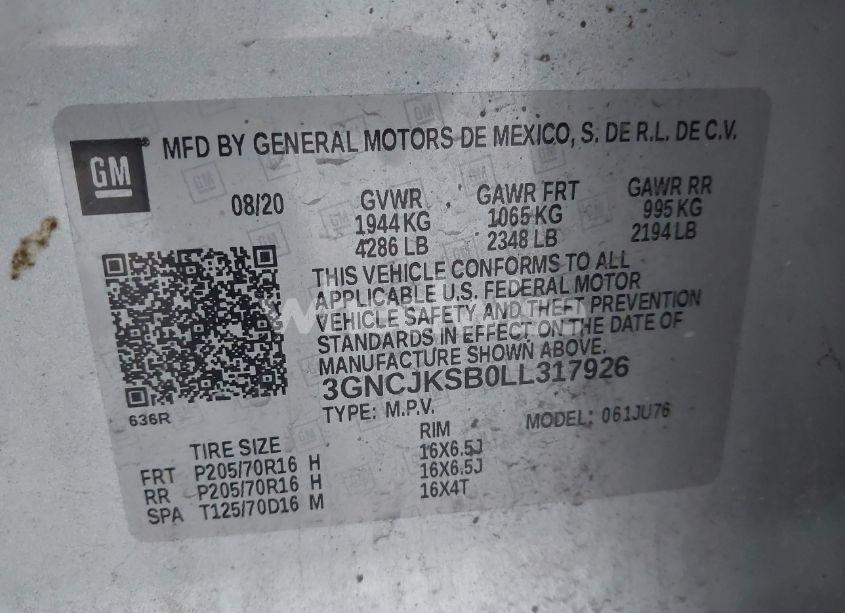 GM
MFD BY GENERAL MOTORS DE MEXICO, S. DE R.L. DE C.V.
08/20 GVWR GAWR FRT GAWR RR
1944 KG 1065 KG 995 KG
4286 LB 2348 LB 2194 LB
THIS VEHICLE CONFORMS TO ALL
APPLICABLE U.S. FEDERAL MOTOR
VEHICLE SAFETY AND THEFT PREVENTION
STANDARDS IN EFFECT ON THE DATE OF
MANUFACTURE SHOWN ABOVE.
3GNCJKSB0LL317926
636R
TYPE: M.P.V. MODEL: 061JU76
TIRE SIZE RIM
FRT P205/70R16 H 16X6.5J
RR P205/70R16 H 16X6.5J
SPA T125/70D16 M 16X4T